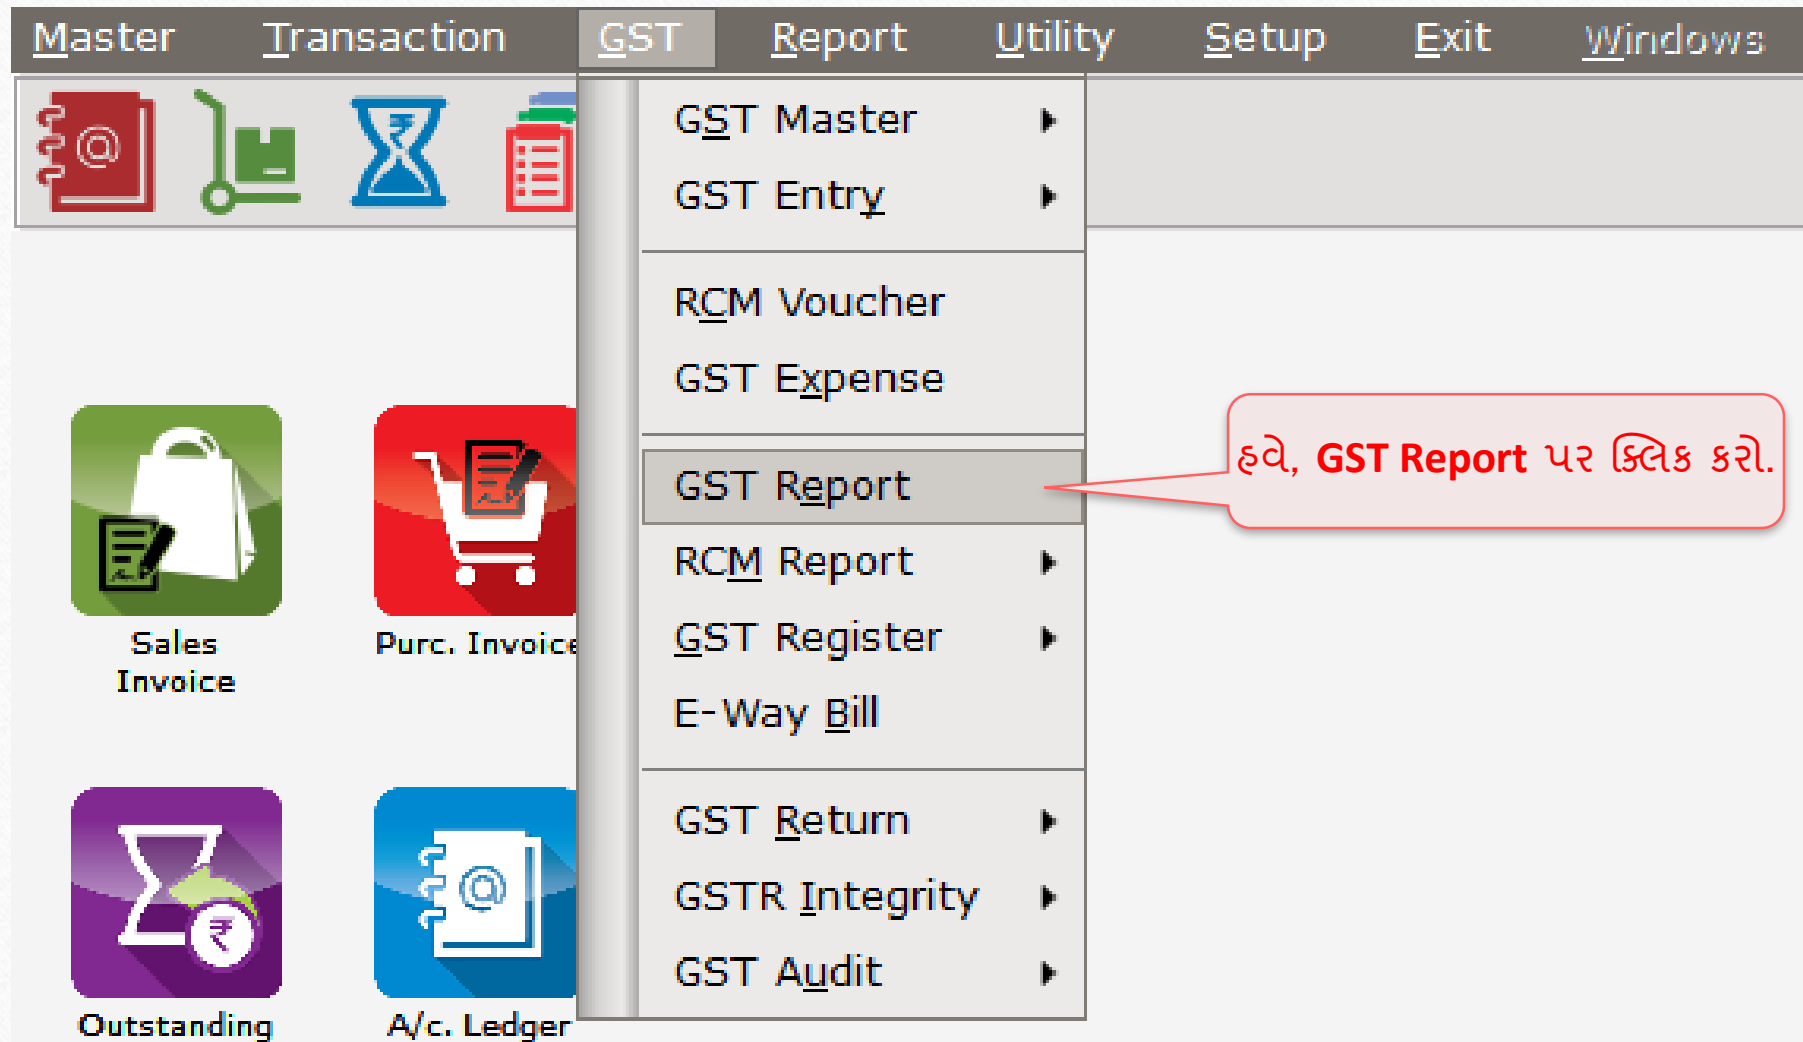 Master Transaction GST Report Utility Setup Exit Windows
GST Master
GST Entry
RCM Voucher
GST Expense
GST Report
RCM Report
GST Register
E-Way Bill
GST Return
GSTR Integrity
GST Audit
હવે, GST Report પર ક્લિક કરો.
Sales
Invoice
Purc. Invoice
Outstanding
A/c. Ledger